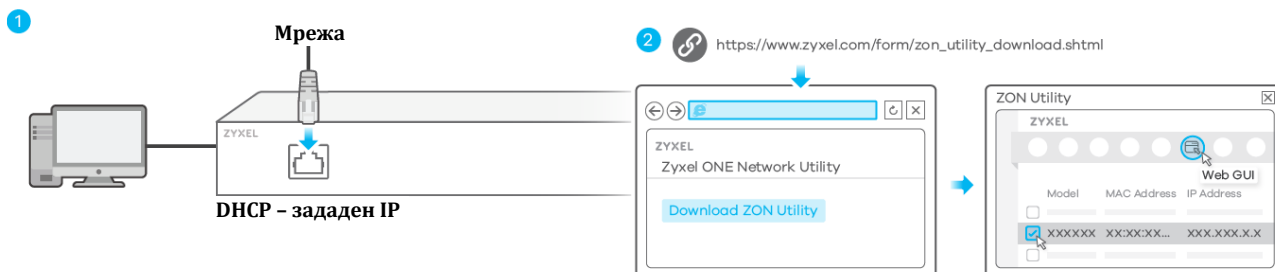 1
Мрежа
ZYXEL
DHCP – зададен IP
2
https://www.zyxel.com/form/zon_utility_download.shtml
ZYXEL
Zyxel ONE Network Utility
Download ZON Utility
ZON Utility
ZYXEL
Web GUI
Model MAC Address IP Address
XXXXXX XX:XX:XX... XXX.XXX.X.X